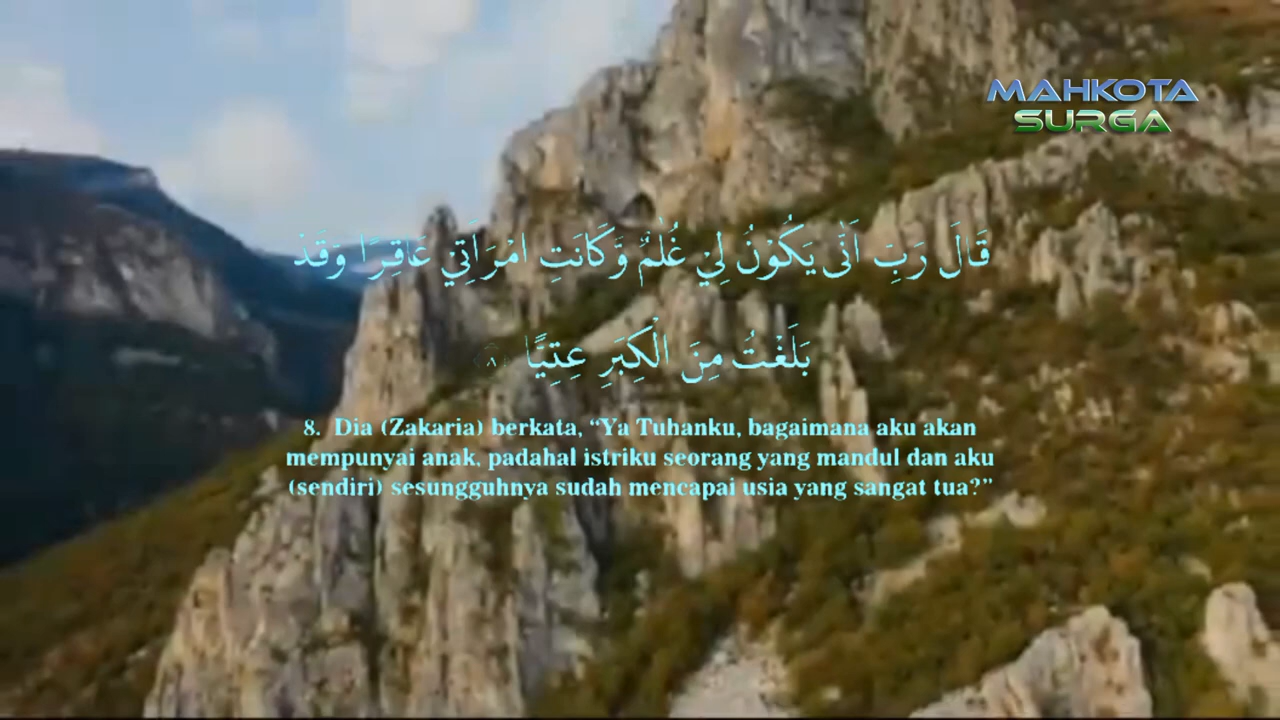 MAHKOTA
SURGA
قَالَ رَبِّ اَنّٰى يَكُوْنُ لِيْ غُلٰمٌ وَّكَانَتِ امْرَاَتِيْ عَاقِرًا وَّقَدْ
بَلَغْتُ مِنَ الْكِبَرِ عِتِيًّا ٨
8. Dia (Zakaria) berkata, “Ya Tuhanku, bagaimana aku akan
mempunyai anak, padahal istriku seorang yang mandul dan aku
(sendiri) sesungguhnya sudah mencapai usia yang sangat tua?”